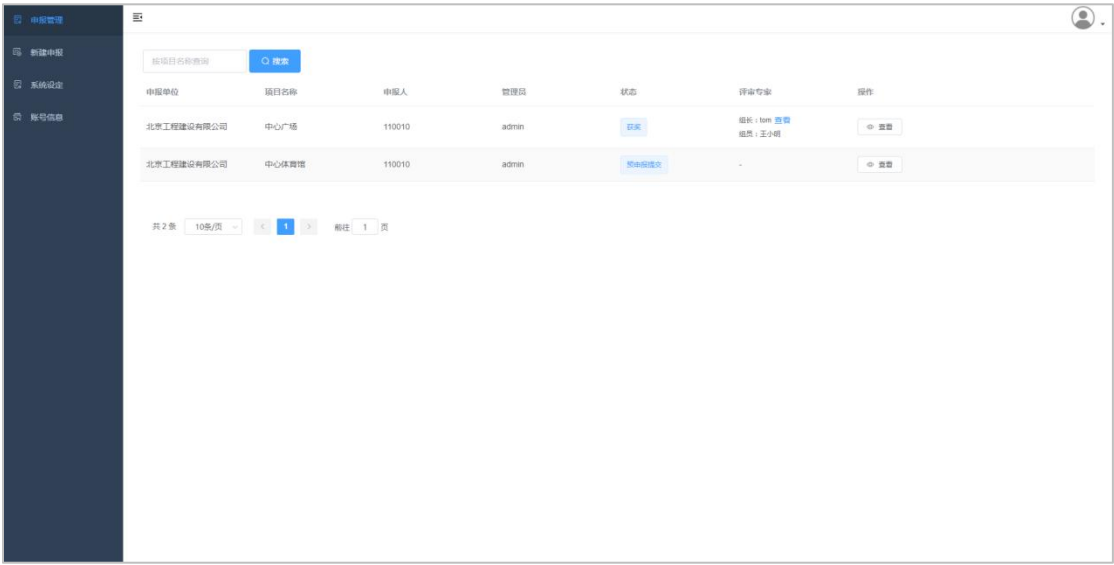 申报管理
新建申报
系统设定
账号信息
按项目名称查询 搜索
申报单位 项目名称 申报人 管理员 状态 评审专家 操作
北京工程建设有限公司 中心广场 110010 admin 获奖 组长：tom 查看 查看
组员：王小明
北京工程建设有限公司 中心体育馆 110010 admin 预申报提交 - 查看
共 2 条 10条/页 < 1 > 前往 1 页